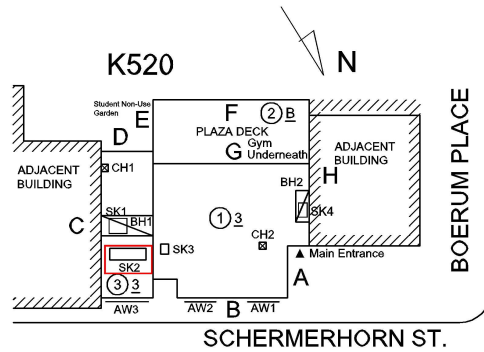 K520
N
Student Non-Use
Garden
E
F
2 B
D
PLAZA DECK
G Gym
Underneath
ADJACENT
BUILDING
ADJACENT
BUILDING
CH1
BH2
H
BOERUM PLACE
SK1
BH1
C
1 3
SK4
SK3
CH2
SK2
Main Entrance
3 3
A
AW3
AW2
B
AW1
SCHERMERHORN ST.